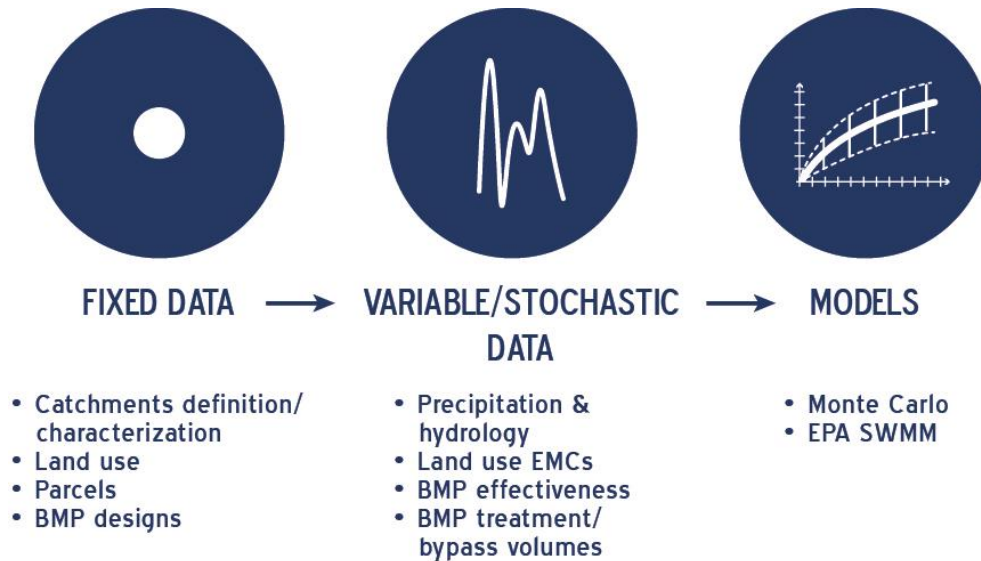 FIXED DATA
VARIABLE/STOCHASTIC
DATA
MODELS
• Catchments definition/
characterization
• Land use
• Parcels
• BMP designs
• Precipitation &
hydrology
• Land use EMCs
• BMP effectiveness
• BMP treatment/
bypass volumes
• Monte Carlo
• EPA SWMM